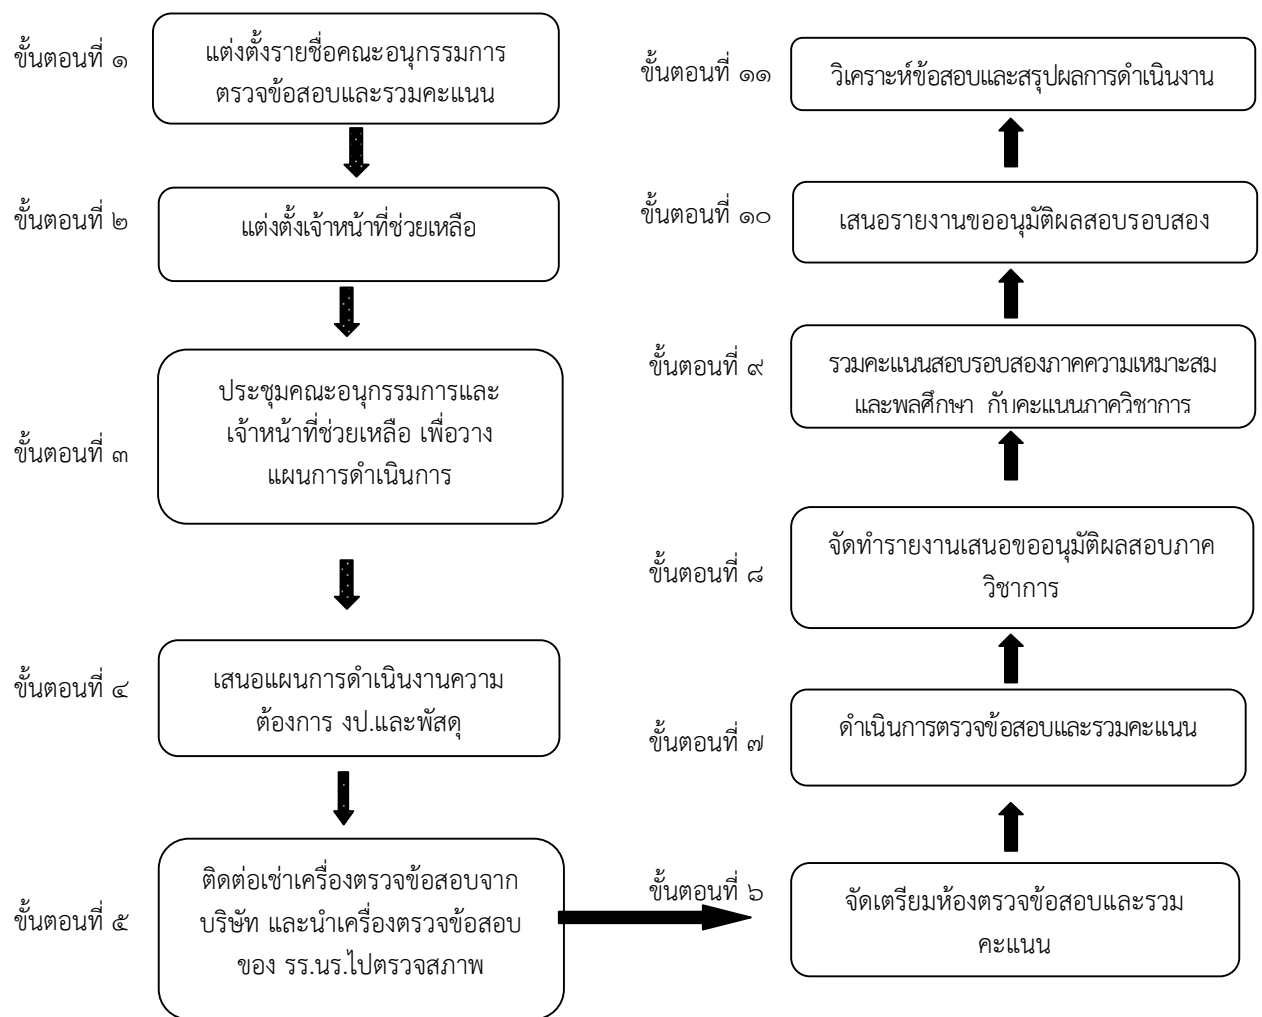 ขั้นตอนที่ ๑
แต่งตั้งรายชื่อคณะอนุกรรมการ
ตรวจข้อสอบและรวมคะแนน
ขั้นตอนที่ ๒
แต่งตั้งเจ้าหน้าที่ช่วยเหลือ
ขั้นตอนที่ ๓
ประชุมคณะอนุกรรมการและ
เจ้าหน้าที่ช่วยเหลือ เพื่อวาง
แผนการดำเนินการ
ขั้นตอนที่ ๔
เสนอแผนการดำเนินงานความ
ต้องการ งป.และพัสดุ
ขั้นตอนที่ ๕
ติดต่อเช่าเครื่องตรวจข้อสอบจาก
บริษัท และนำเครื่องตรวจข้อสอบ
ของ รร.นร.ไปตรวจสภาพ
ขั้นตอนที่ ๖
จัดเตรียมห้องตรวจข้อสอบและรวม
คะแนน
ขั้นตอนที่ ๗
ดำเนินการตรวจข้อสอบและรวมคะแนน
ขั้นตอนที่ ๘
จัดทำรายงานเสนอขออนุมัติผลสอบภาค
วิชาการ
ขั้นตอนที่ ๙
รวมคะแนนสอบรอบสองภาคความเหมาะสม
และพลศึกษา กับคะแนนภาควิชาการ
ขั้นตอนที่ ๑๐
เสนอรายงานขออนุมัติผลสอบรอบสอง
ขั้นตอนที่ ๑๑
วิเคราะห์ข้อสอบและสรุปผลการดำเนินงาน